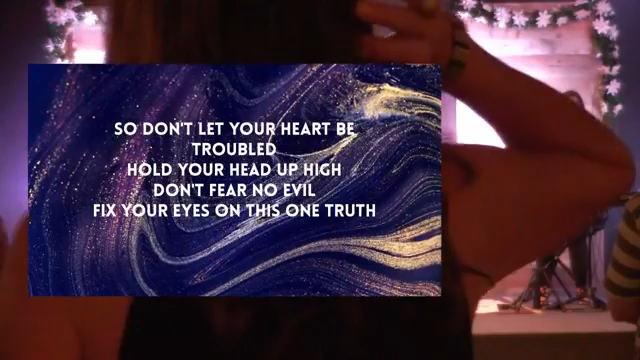 SO DON'T LET YOUR HEART BE
TROUBLED
HOLD YOUR HEAD UP HIGH
DON'T FEAR NO EVIL
FIX YOUR EYES ON THIS ONE TRUTH